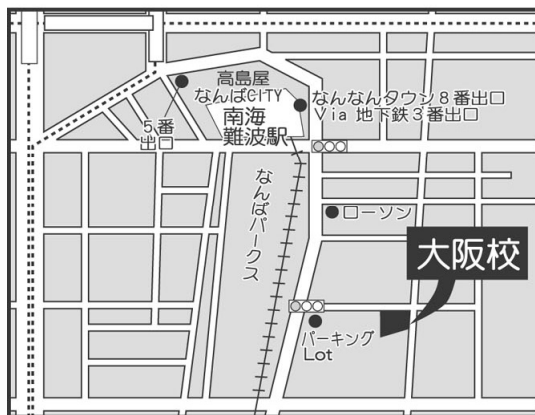 高島屋
なんばCITY
南海
難波駅
なんなんタウン8番出口
Via 地下鉄3番出口
5番
出口
なんばパークス
ローソン
大阪校
パーキング
Lot